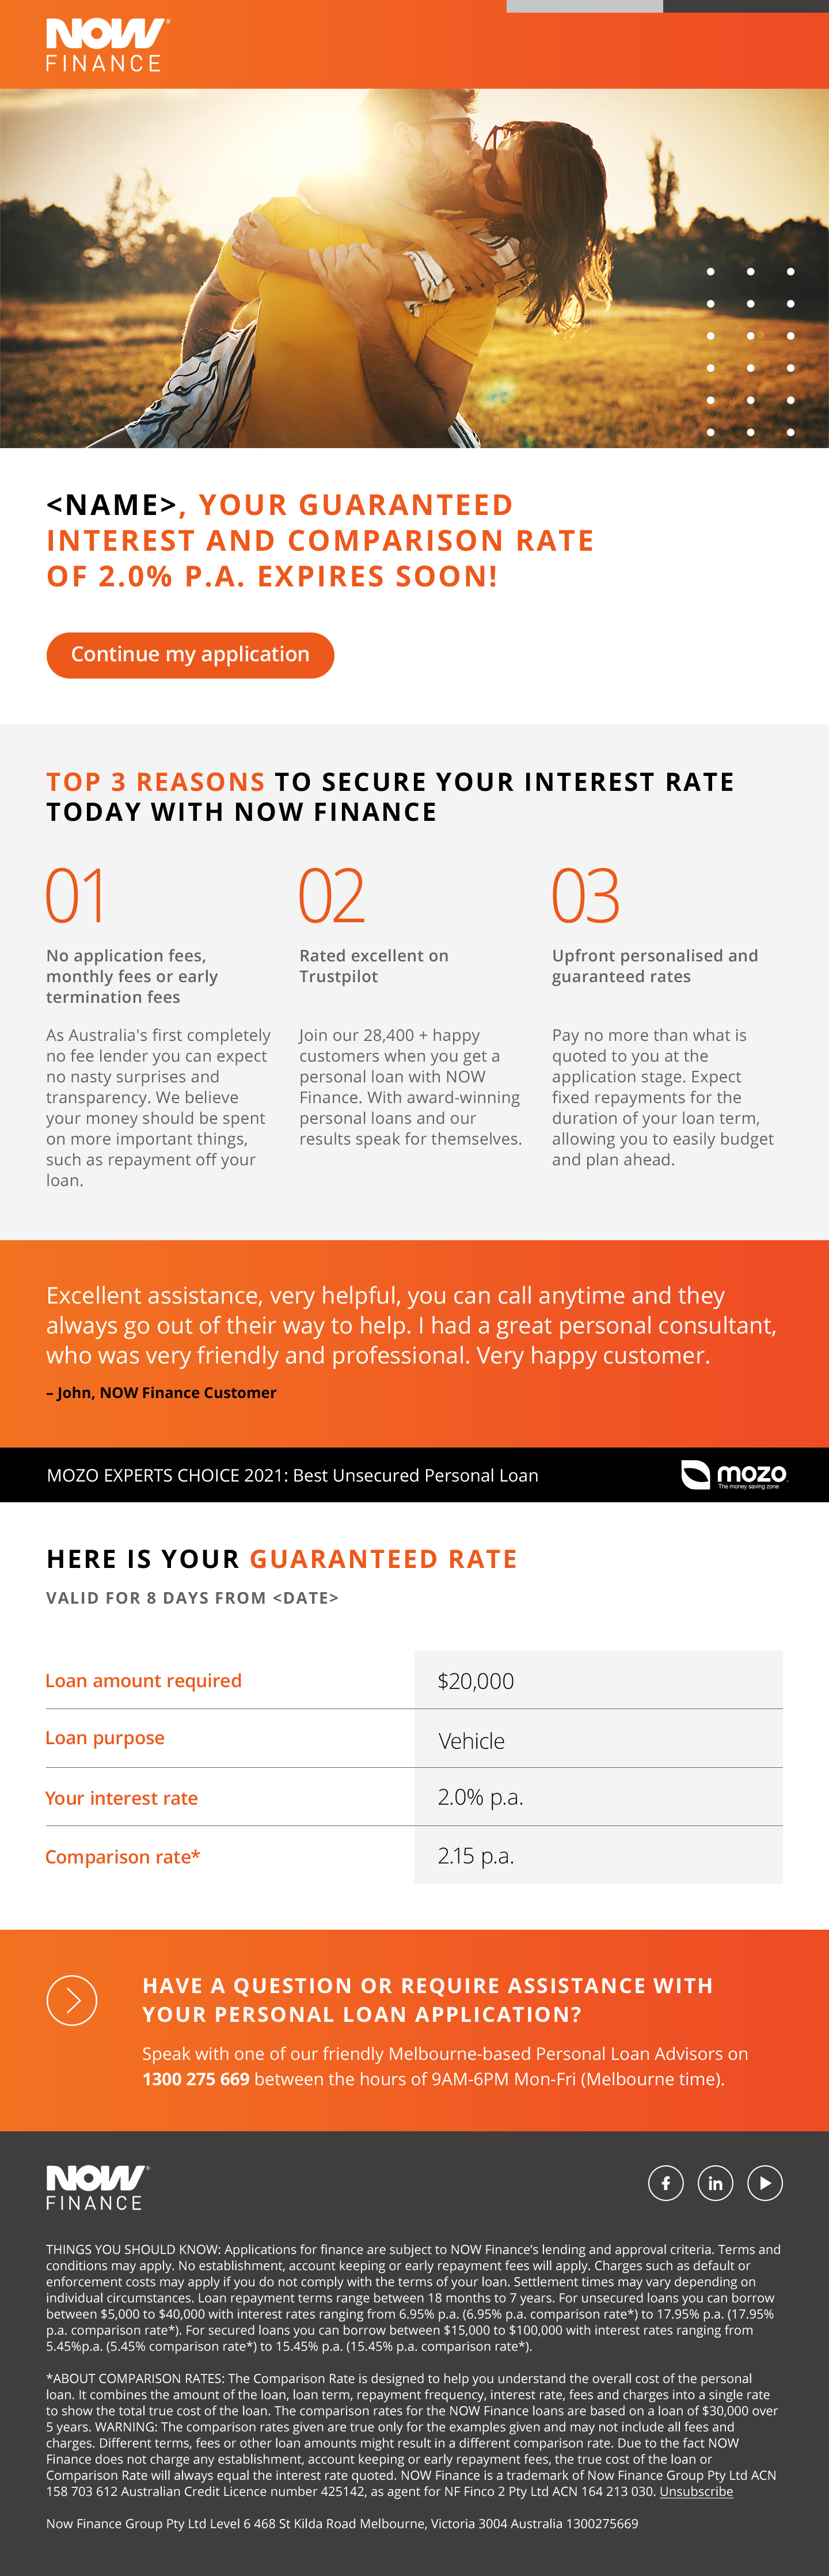 NOW®
FINANCE
<NAME>, YOUR GUARANTEED
INTEREST AND COMPARISON RATE
OF 2.0% P.A. EXPIRES SOON!
Continue my application
TOP 3 REASONS TO SECURE YOUR INTEREST RATE
TODAY WITH NOW FINANCE
01
No application fees,
monthly fees or early
termination fees
As Australia's first completely
no fee lender you can expect
no nasty surprises and
transparency. We believe
your money should be spent
on more important things,
such as repayment off your
loan.
02
Rated excellent on
Trustpilot
Join our 28,400 + happy
customers when you get a
personal loan with NOW
Finance. With award-winning
personal loans and our
results speak for themselves.
03
Upfront personalised and
guaranteed rates
Pay no more than what is
quoted to you at the
application stage. Expect
fixed repayments for the
duration of your loan term,
allowing you to easily budget
and plan ahead.
Excellent assistance, very helpful, you can call anytime and they
always go out of their way to help. I had a great personal consultant,
who was very friendly and professional. Very happy customer.
– John, NOW Finance Customer
MOZO EXPERTS CHOICE 2021: Best Unsecured Personal Loan
mozo
The money saving zone
HERE IS YOUR GUARANTEED RATE
VALID FOR 8 DAYS FROM <DATE>
Loan amount required $20,000
Loan purpose Vehicle
Your interest rate 2.0% p.a.
Comparison rate* 2.15 p.a.
HAVE A QUESTION OR REQUIRE ASSISTANCE WITH
YOUR PERSONAL LOAN APPLICATION?
Speak with one of our friendly Melbourne-based Personal Loan Advisors on
1300 275 669 between the hours of 9AM-6PM Mon-Fri (Melbourne time).
NOW®
FINANCE
f in
THINGS YOU SHOULD KNOW: Applications for finance are subject to NOW Finance’s lending and approval criteria. Terms and
conditions may apply. No establishment, account keeping or early repayment fees will apply. Charges such as default or
enforcement costs may apply if you do not comply with the terms of your loan. Settlement times may vary depending on
individual circumstances. Loan repayment terms range between 18 months to 7 years. For unsecured loans you can borrow
between $5,000 to $40,000 with interest rates ranging from 6.95% p.a. (6.95% p.a. comparison rate*) to 17.95% p.a. (17.95%
p.a. comparison rate*). For secured loans you can borrow between $15,000 to $100,000 with interest rates ranging from
5.45%p.a. (5.45% comparison rate*) to 15.45% p.a. (15.45% p.a. comparison rate*).
*ABOUT COMPARISON RATES: The Comparison Rate is designed to help you understand the overall cost of the personal
loan. It combines the amount of the loan, loan term, repayment frequency, interest rate, fees and charges into a single rate
to show the total true cost of the loan. The comparison rates for the NOW Finance loans are based on a loan of $30,000 over
5 years. WARNING: The comparison rates given are true only for the examples given and may not include all fees and
charges. Different terms, fees or other loan amounts might result in a different comparison rate. Due to the fact NOW
Finance does not charge any establishment, account keeping or early repayment fees, the true cost of the loan or
Comparison Rate will always equal the interest rate quoted. NOW Finance is a trademark of Now Finance Group Pty Ltd ACN
158 703 612 Australian Credit Licence number 425142, as agent for NF Finco 2 Pty Ltd ACN 164 213 030. Unsubscribe
Now Finance Group Pty Ltd Level 6 468 St Kilda Road Melbourne, Victoria 3004 Australia 1300275669